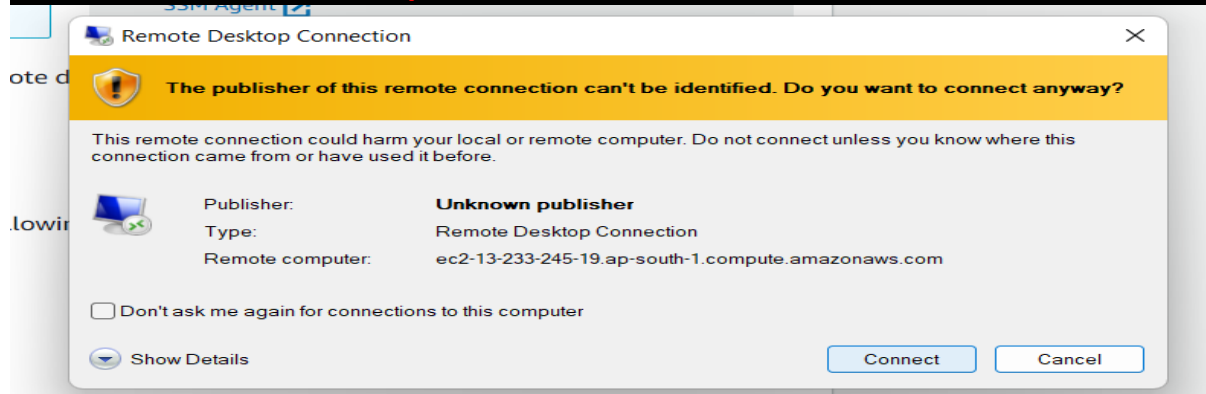 SSM Agent
Remote Desktop Connection
ote d
The publisher of this remote connection can't be identified. Do you want to connect anyway?
This remote connection could harm your local or remote computer. Do not connect unless you know where this
connection came from or have used it before.
Publisher: Unknown publisher
lowin
Type: Remote Desktop Connection
Remote computer: ec2-13-233-245-19.ap-south-1.compute.amazonaws.com
Don't ask me again for connections to this computer
Show Details Connect Cancel